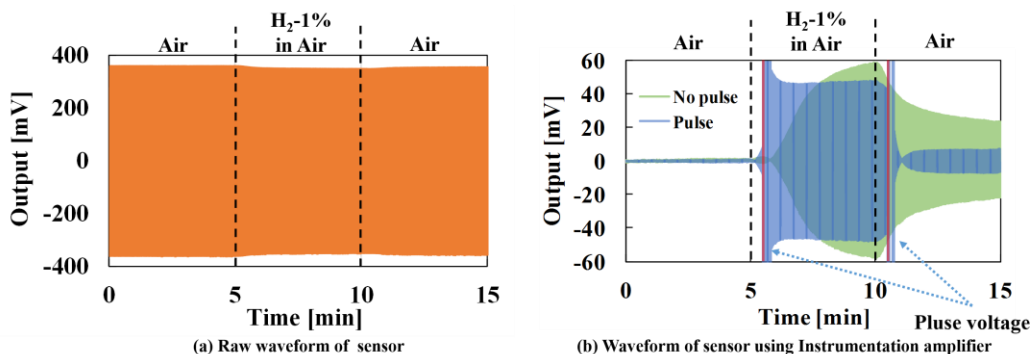 H2-1%
in Air
Air
Air
400
200
0
-200
-400
Output [mV]
0
5
10
15
Time [min]
(a) Raw waveform of sensor
H2-1%
in Air
Air
Air
60
40
20
0
-20
-40
-60
Output [mV]
No pulse
Pulse
0
5
10
15
Time [min]
Pluse voltage
(b) Waveform of sensor using Instrumentation amplifier